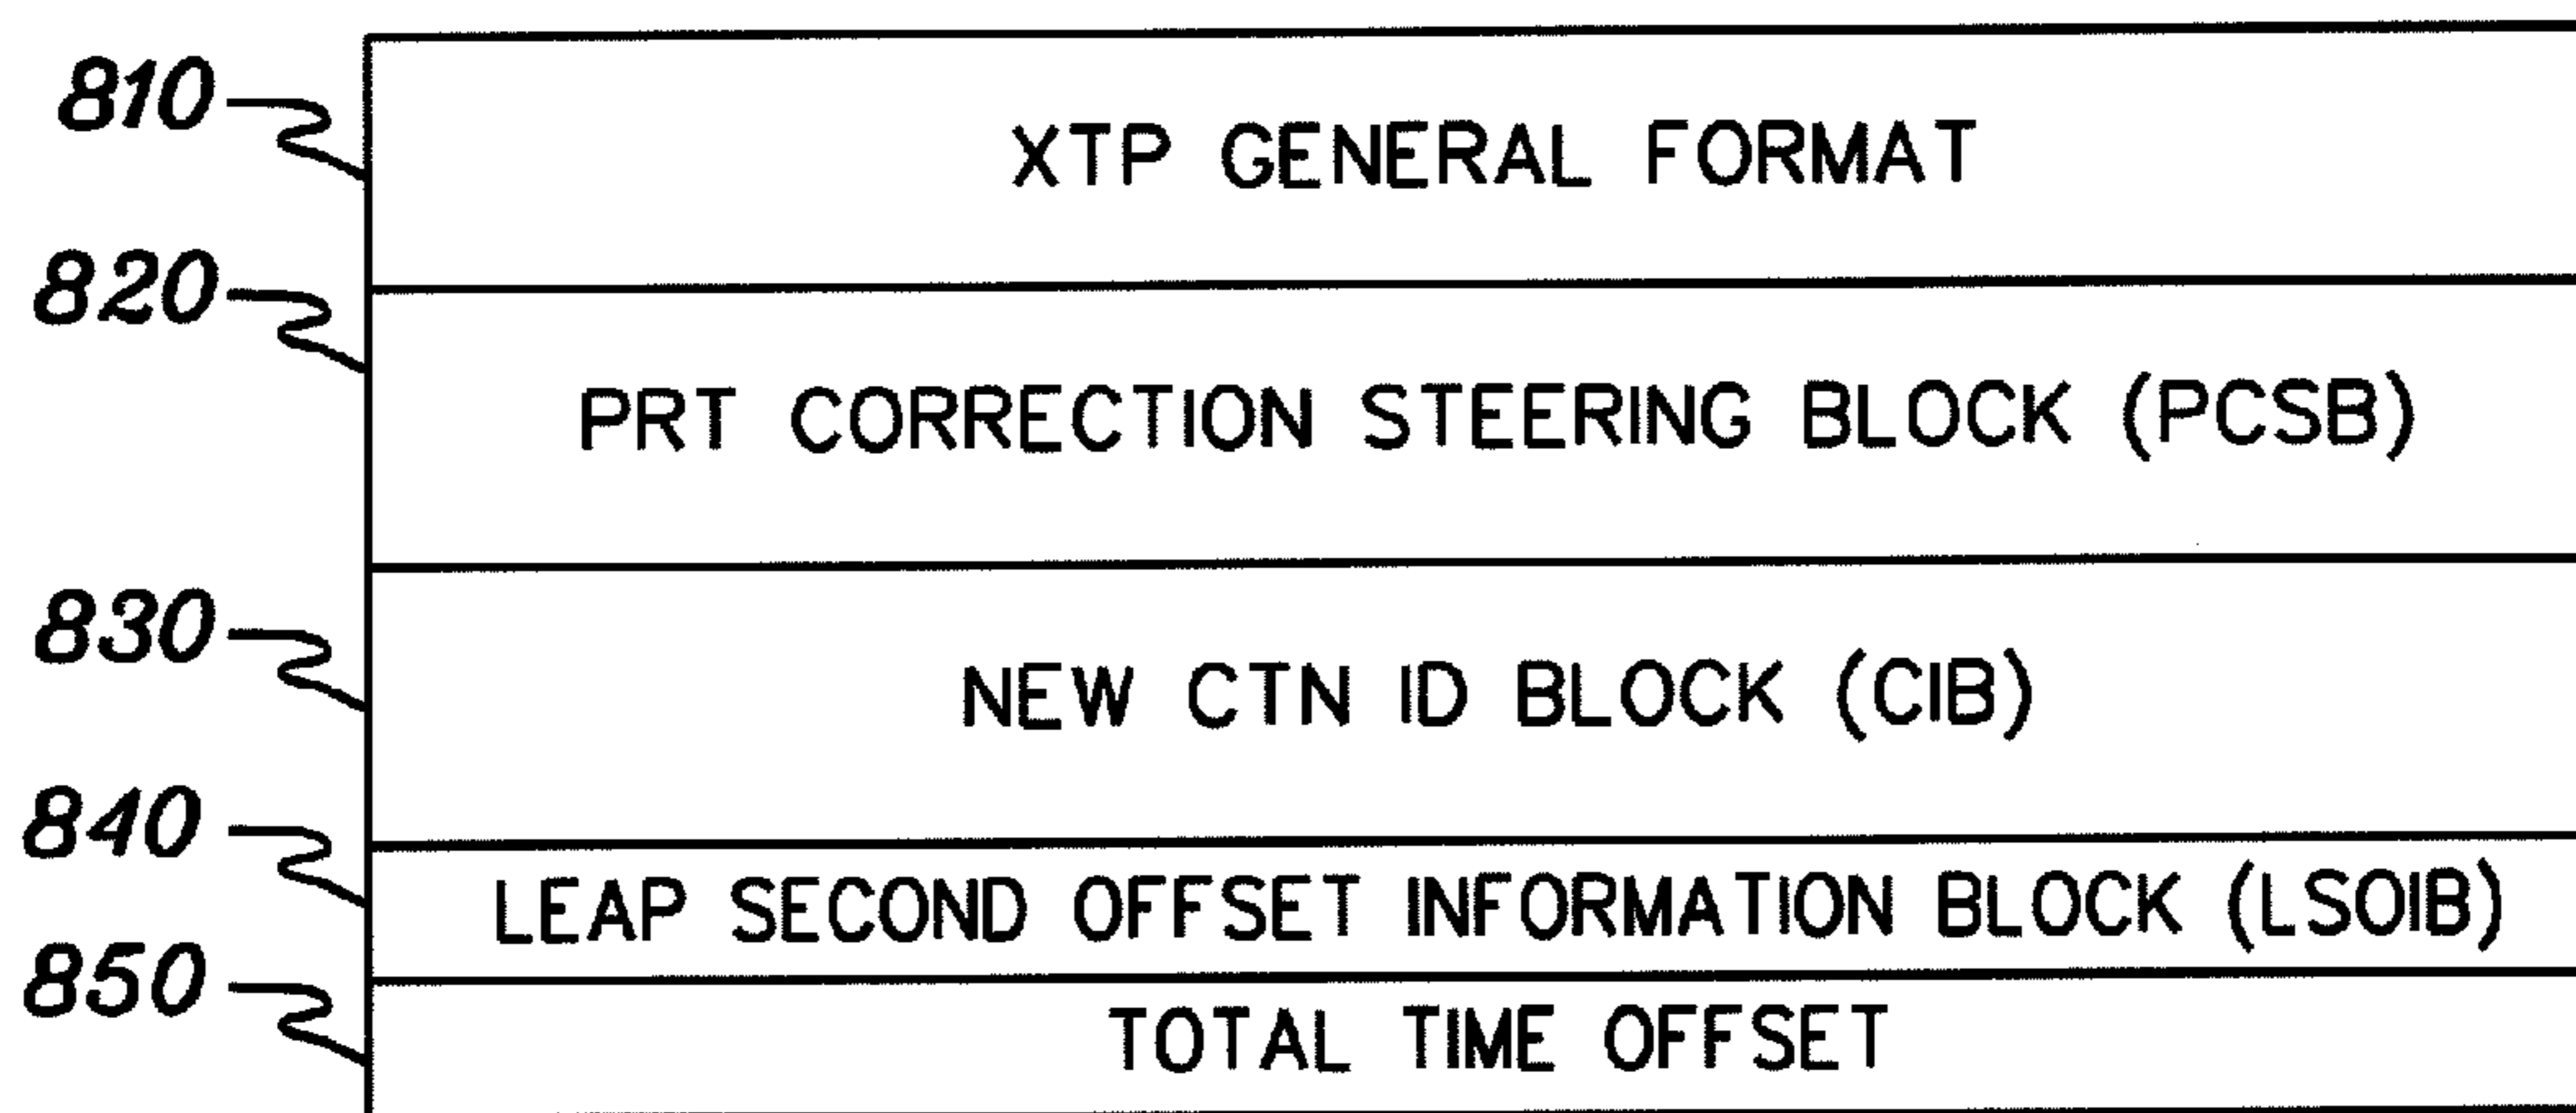 810
XTP GENERAL FORMAT
820
PRT CORRECTION STEERING BLOCK (PCSB)
830
NEW CTN ID BLOCK (CIB)
840
LEAP SECOND OFFSET INFORMATION BLOCK (LSOIB)
850
TOTAL TIME OFFSET